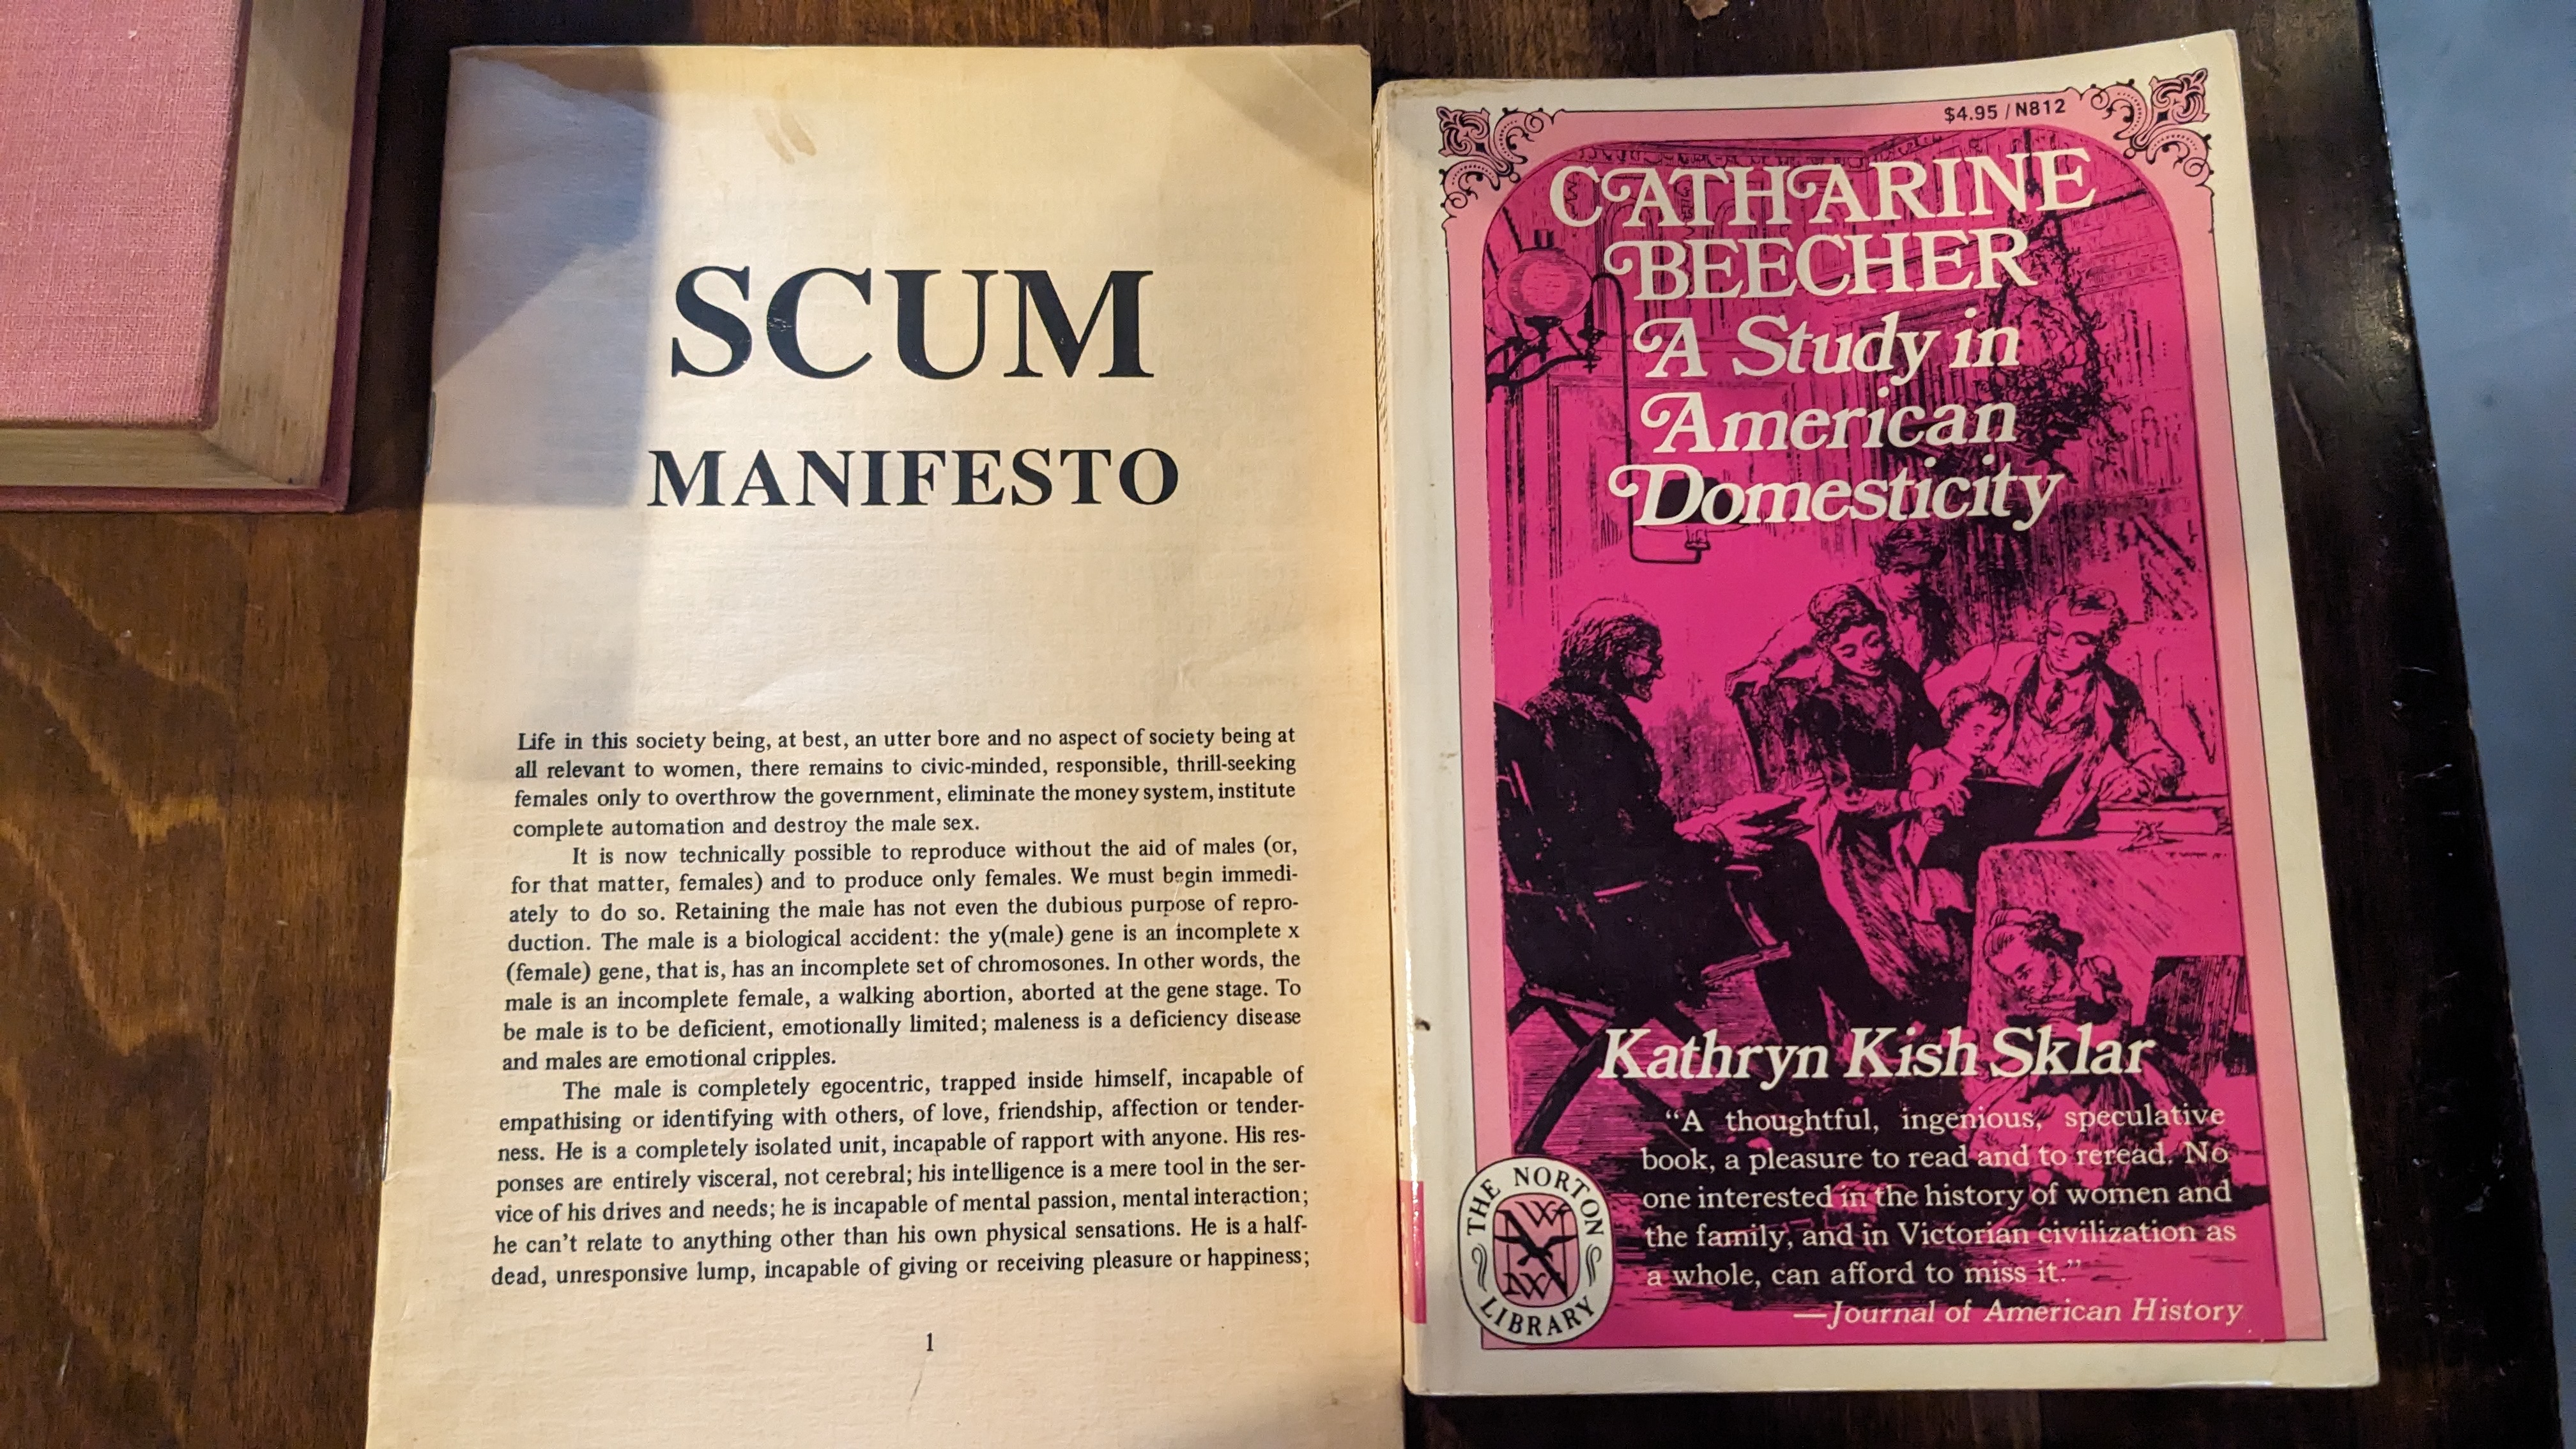 SCUM
MANIFESTO
Life in this society being, at best, an utter bore and no aspect of society being at
all relevant to women, there remains to civic-minded, responsible, thrill-seeking
females only to overthrow the government, eliminate the money system, institute
complete automation and destroy the male sex.
It is now technically possible to reproduce without the aid of males (or,
for that matter, females) and to produce only females. We must begin immedi-
ately to do so. Retaining the male has not even the dubious purpose of repro-
duction. The male is a biological accident: the y(male) gene is an incomplete x
(female) gene, that is, has an incomplete set of chromosones. In other words, the
male is an incomplete female, a walking abortion, aborted at the gene stage. To
be male is to be deficient, emotionally limited; maleness is a deficiency disease
and males are emotional cripples.
The male is completely egocentric, trapped inside himself, incapable of
empathising or identifying with others, of love, friendship, affection or tender-
ness. He is a completely isolated unit, incapable of rapport with anyone. His res-
ponses are entirely visceral, not cerebral; his intelligence is a mere tool in the ser-
vice of his drives and needs; he is incapable of mental passion, mental interaction;
he can't relate to anything other than his own physical sensations. He is a half-
dead, unresponsive lump, incapable of giving or receiving pleasure or happiness;
1
$4.95 / N812
CATHARINE
BEECHER
A Study in
American
Domesticity
Kathryn Kish Sklar
"A thoughtful, ingenious, speculative
book, a pleasure to read and to reread. No
one interested in the history of women and
the family, and in Victorian civilization as
a whole, can afford to miss it."
—Journal of American History
THE NORTON
LIBRARY
WWN